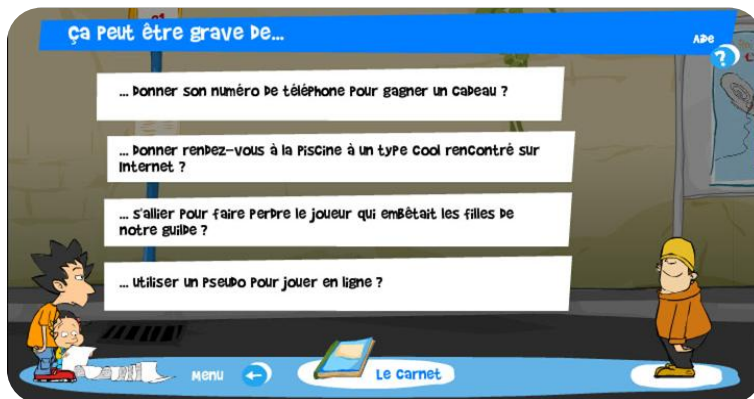 ça peut être grave de...
Aide
?
... Donner son numéro de téléphone pour gagner un cadeau ?
... Donner rendez-vous à la piscine à un type cool rencontré sur
Internet ?
... s'allier pour faire perdre le joueur qui embêtait les filles de
notre guilde ?
... utiliser un pseudo pour jouer en ligne ?
Menu
Le carnet